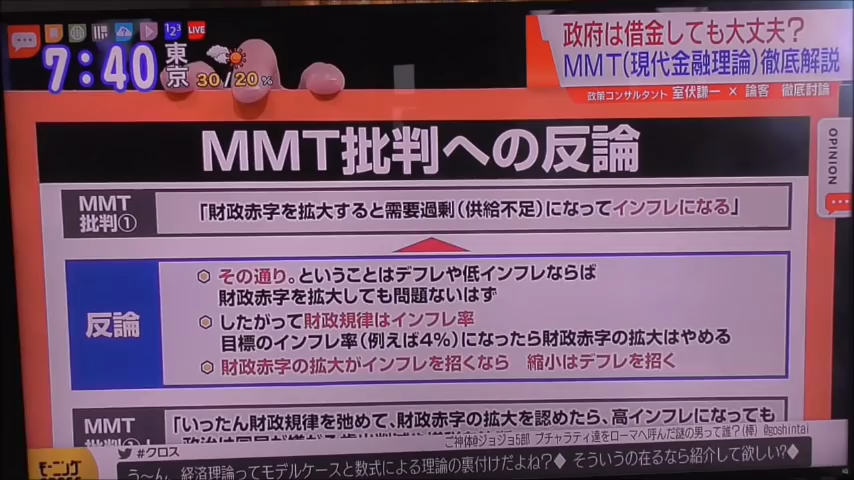 LIVE
7:40
東京
30/20%
政府は借金しても大丈夫?
MMT(現代金融理論)徹底解説
政策コンサルタント 室伏謙一 × 論客 徹底討論
OPINION
MMT批判への反論
MMT
批判①
「財政赤字を拡大すると需要過剰(供給不足)になってインフレになる」
反論
その通り。ということはデフレや低インフレならば
財政赤字を拡大しても問題ないはず
したがって財政規律はインフレ率
目標のインフレ率(例えば4%)になったら財政赤字の拡大はやめる
財政赤字の拡大がインフレを招くなら 縮小はデフレを招く
MMT
「いったん財政規律を弛めて、財政赤字の拡大を認めたら、高インフレになっても
ご神体@ジョジョ5部 ブチャラティ達をローマへ呼んだ謎の男って誰?(棒) @goshintai
#クロス
モーニング
う～ん、経済理論ってモデルケースと数式による理論の裏付けだよね?◆ そういうの在るなら紹介して欲しい?◆